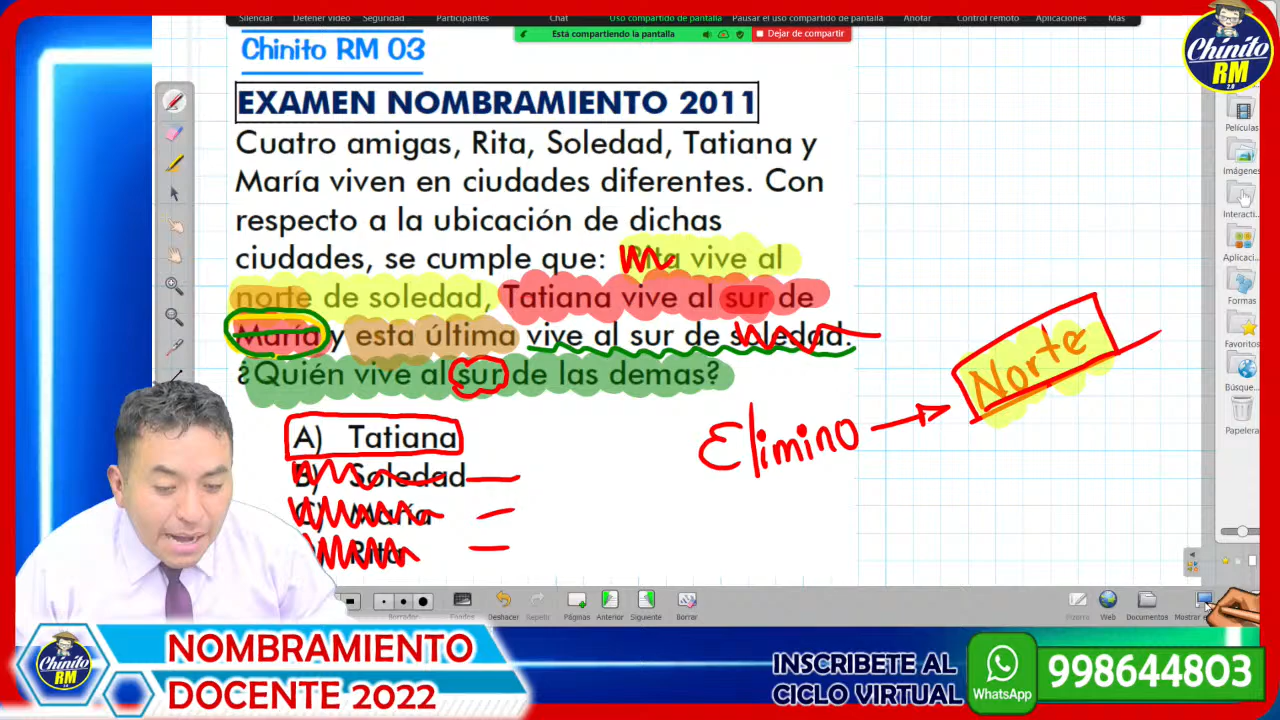 Silenciar Detener video Seguridad Participantes Chat Uso compartido de pantalla Pausar el uso compartido de pantalla Anotar Control remoto Aplicaciones Más
Está compartiendo la pantalla Dejar de compartir
Chinito RM 03
Chinito
RM
2.0
EXAMEN NOMBRAMIENTO 2011
Cuatro amigas, Rita, Soledad, Tatiana y
María viven en ciudades diferentes. Con
respecto a la ubicación de dichas
ciudades, se cumple que: Rita vive al
norte de soledad, Tatiana vive al sur de
María y esta última vive al sur de soledad.
¿Quién vive al sur de las demas?
A) Tatiana
B) Soledad
C) María
Rita
Elimino
Norte
Películas
Imágenes
Interacti...
Aplicaci...
Formas
Favoritos
Búsque...
Papelera
Borrador Fondos Deshacer Repetir Páginas Anterior Siguiente Borrar Pizarra Web Documentos Mostrar
Chinito
RM
NOMBRAMIENTO
DOCENTE 2022
INSCRIBETE AL
CICLO VIRTUAL
WhatsApp
998644803